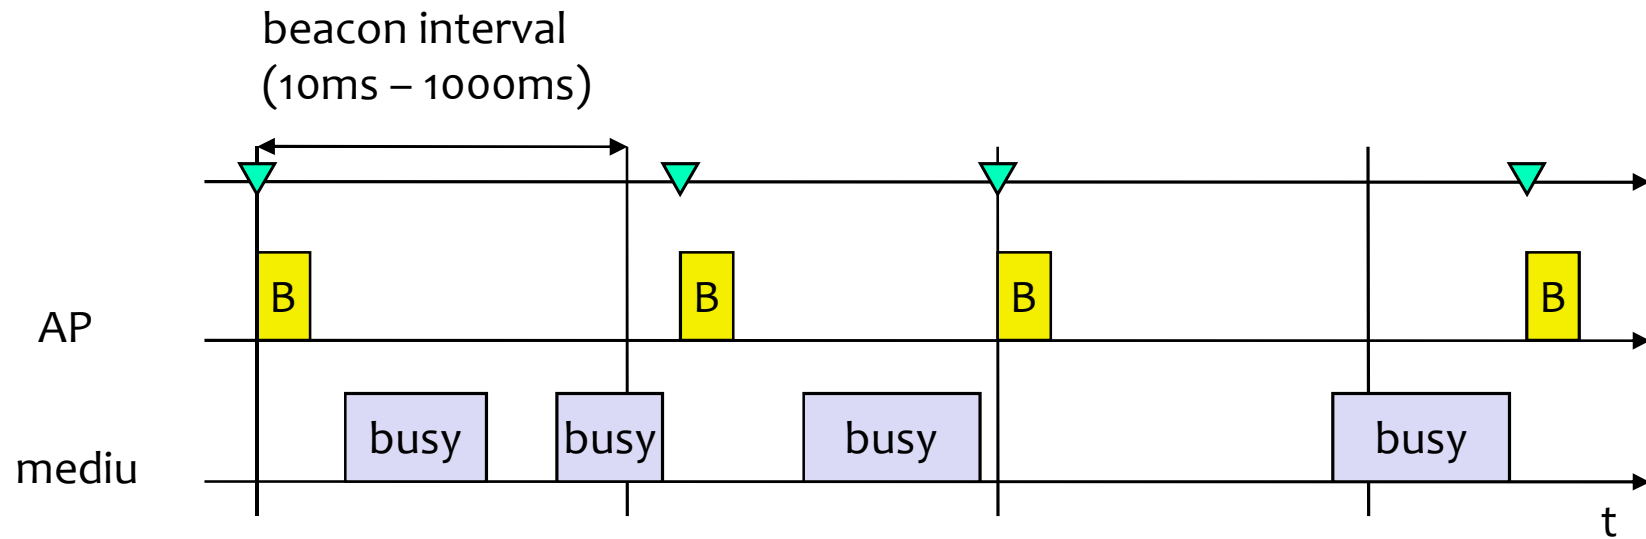 beacon interval
(10ms – 1000ms)
AP
B
B
B
B
mediu
busy
busy
busy
busy
t